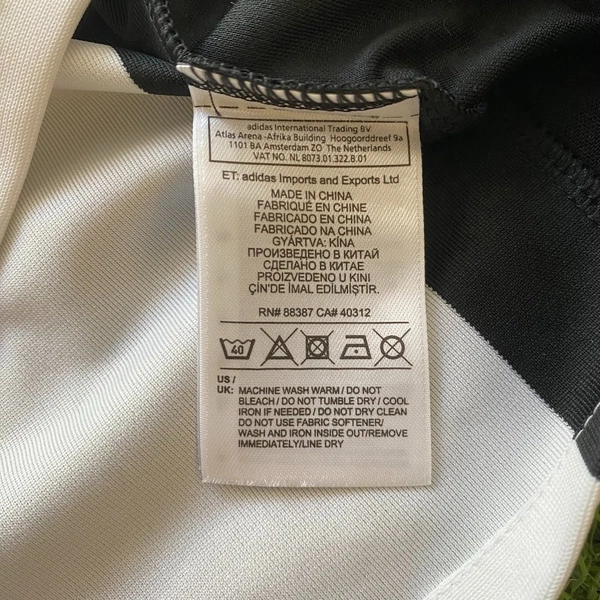 adidas International Trading BV
Atlas Arena -Afrika Building Hoogoorddreef 9a
1101 BA Amsterdam ZO The Netherlands
VAT NO. NL 8073.01.322.B.01
ET: adidas Imports and Exports Ltd
MADE IN CHINA
FABRIQUÉ EN CHINE
FABRICADO EN CHINA
FABRICADO NA CHINA
GYÁRTVA: KÍNA
ПРОИЗВЕДЕНО В КИТАЙ
СДЕЛАНО В КИТАЕ
PROIZVEDENO U KINI
ÇİN'DE İMAL EDİLMİŞTİR.
RN# 88387 CA# 40312
40
US /
UK: MACHINE WASH WARM / DO NOT
BLEACH / DO NOT TUMBLE DRY / COOL
IRON IF NEEDED / DO NOT DRY CLEAN
DO NOT USE FABRIC SOFTENER/
WASH AND IRON INSIDE OUT/REMOVE
IMMEDIATELY/LINE DRY